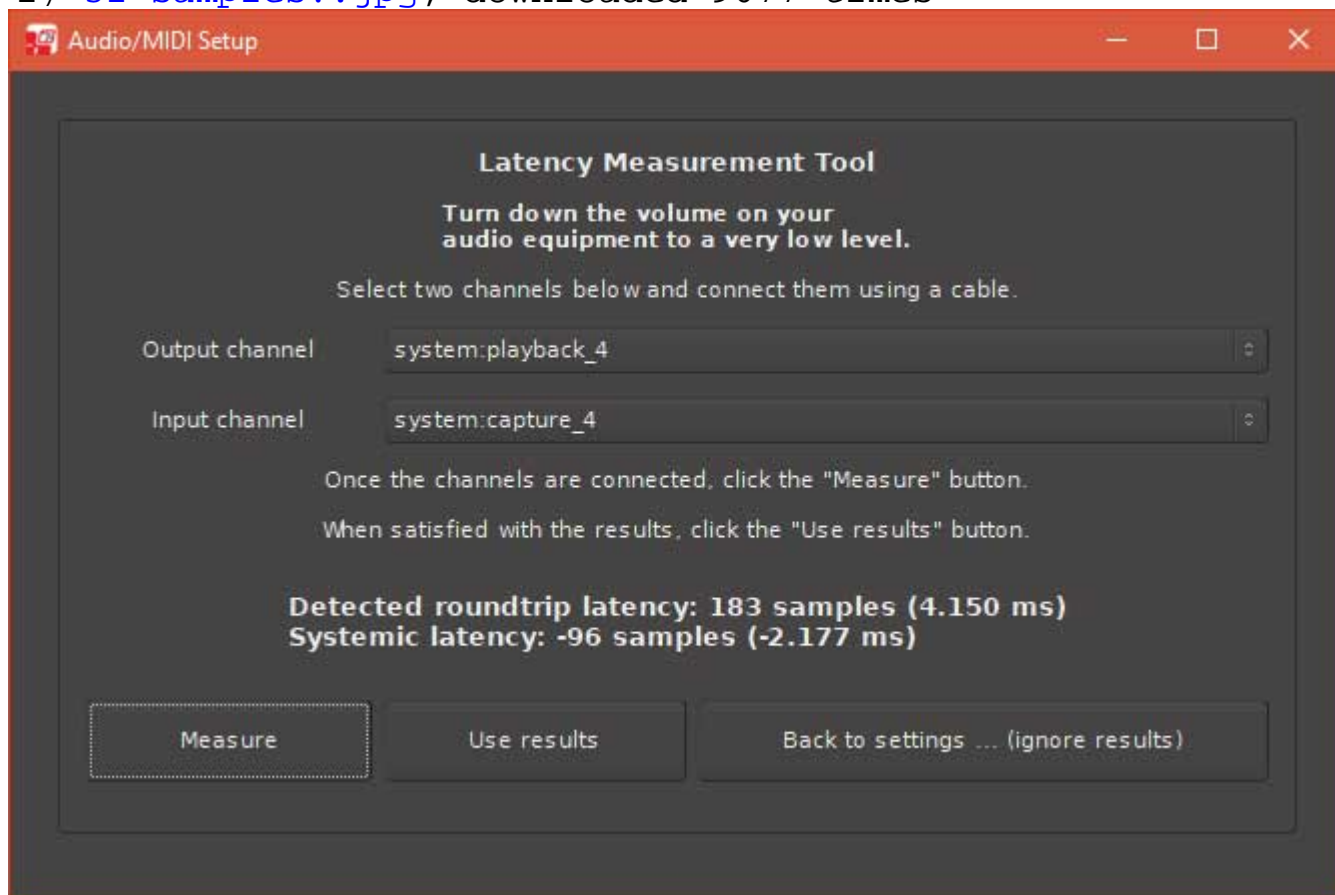 Audio/MIDI Setup
Latency Measurement Tool
Turn down the volume on your
audio equipment to a very low level.
Select two channels below and connect them using a cable.
Output channel system:playback_4
Input channel system:capture_4
Once the channels are connected, click the "Measure" button.
When satisfied with the results, click the "Use results" button.
Detected roundtrip latency: 183 samples (4.150 ms)
Systemic latency: -96 samples (-2.177 ms)
Measure Use results Back to settings ... (ignore results)